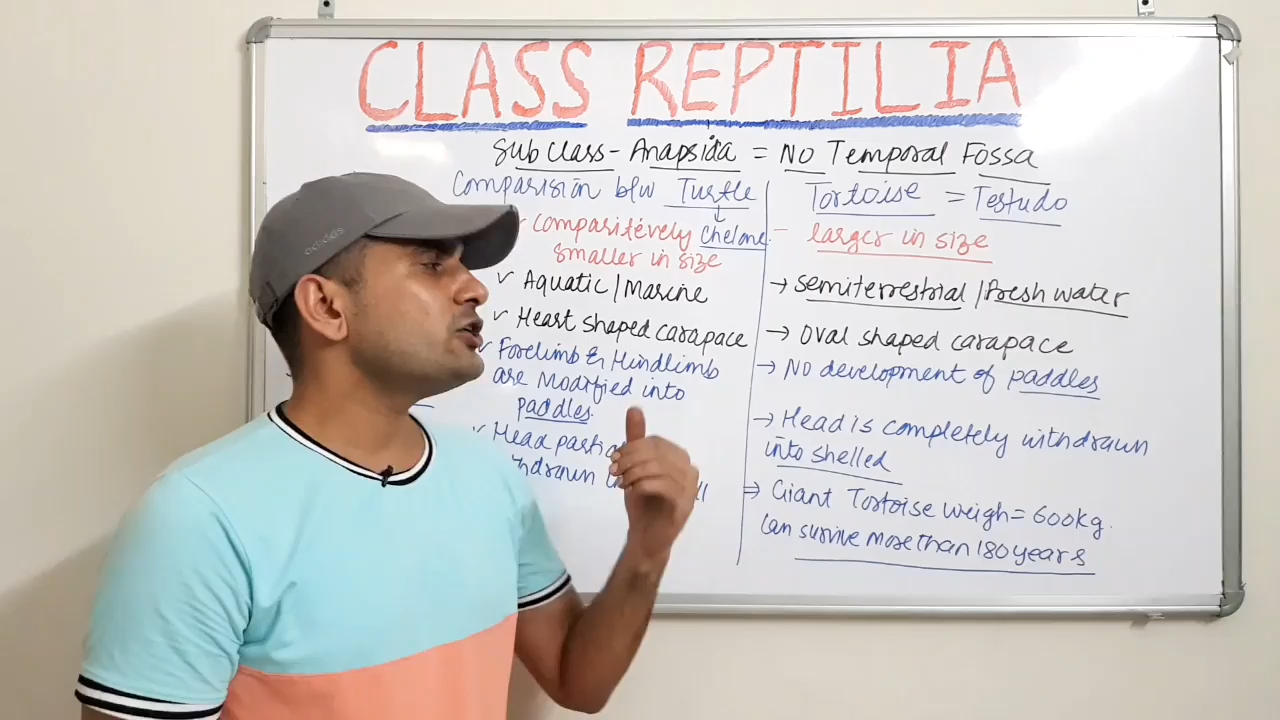 CLASS REPTILIA
Sub Class - Anapsida = No Temporal Fossa
Comparision b/w Turtle
Chelone
Comparitévely
Smaller in size
Aquatic/Marine
Heart shaped carapace
Forelimb & Hindlimb
are Modified into
paddles.
Head
Tortoise = Testudo
- larger in size
→ Semiterrestrial / Fresh water
→ Oval shaped carapace
→ No development of paddles
→ Head is completely withdrawn
into shelled
⇒ Giant Tortoise weigh = 600kg.
Can survive more than 180 years
adidas